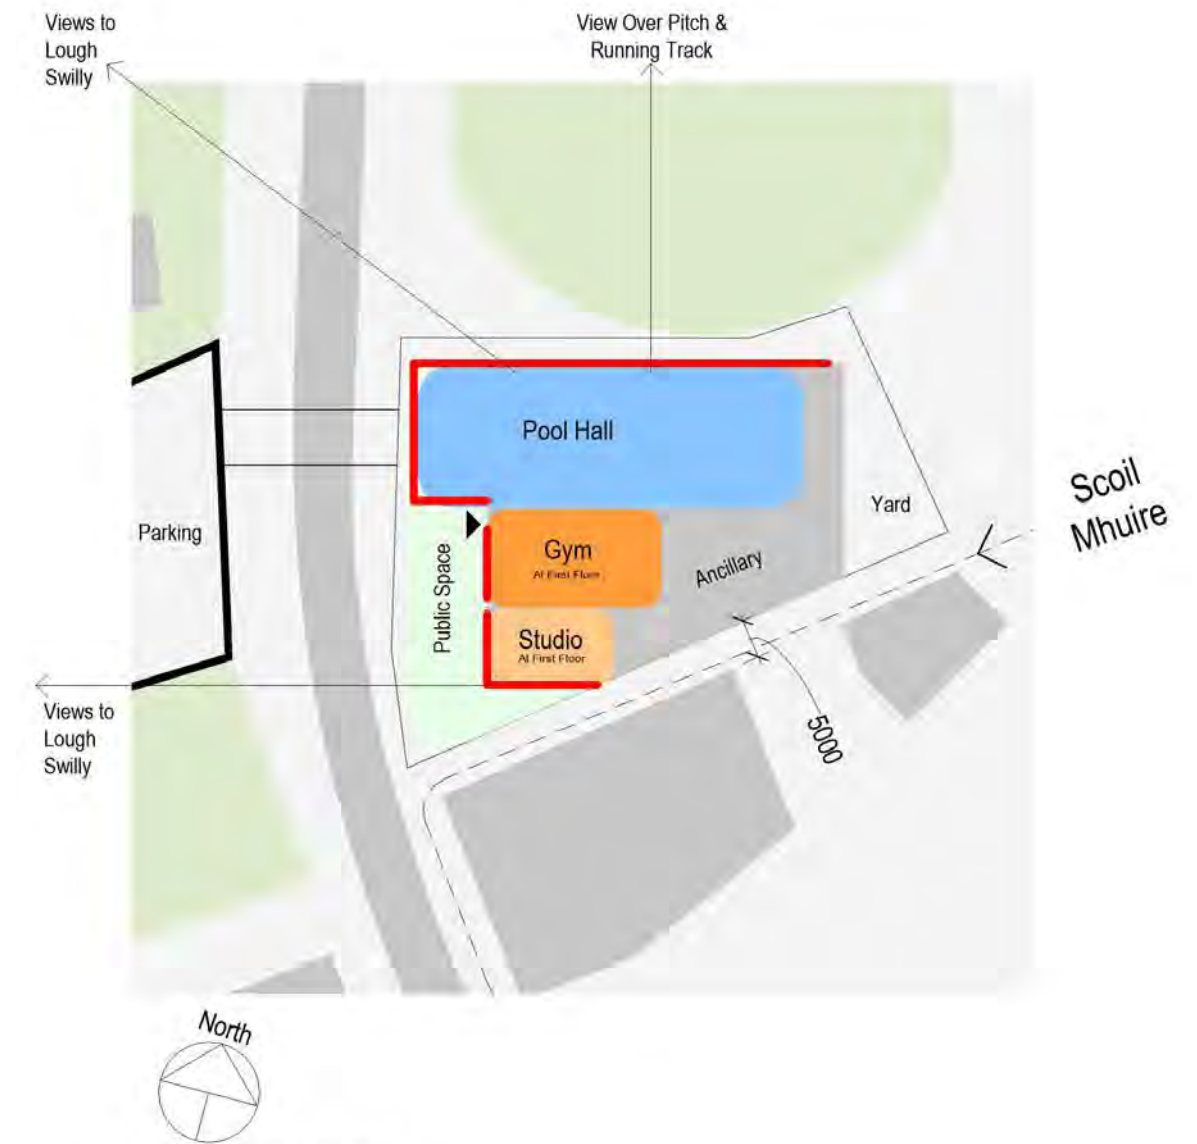 Views to
Lough
Swilly
View Over Pitch &
Running Track
Pool Hall
Scoil
Mhuire
Yard
Parking
Gym
At First Floor
Ancillary
Public Space
Studio
At First Floor
Views to
Lough
Swilly
5000
North